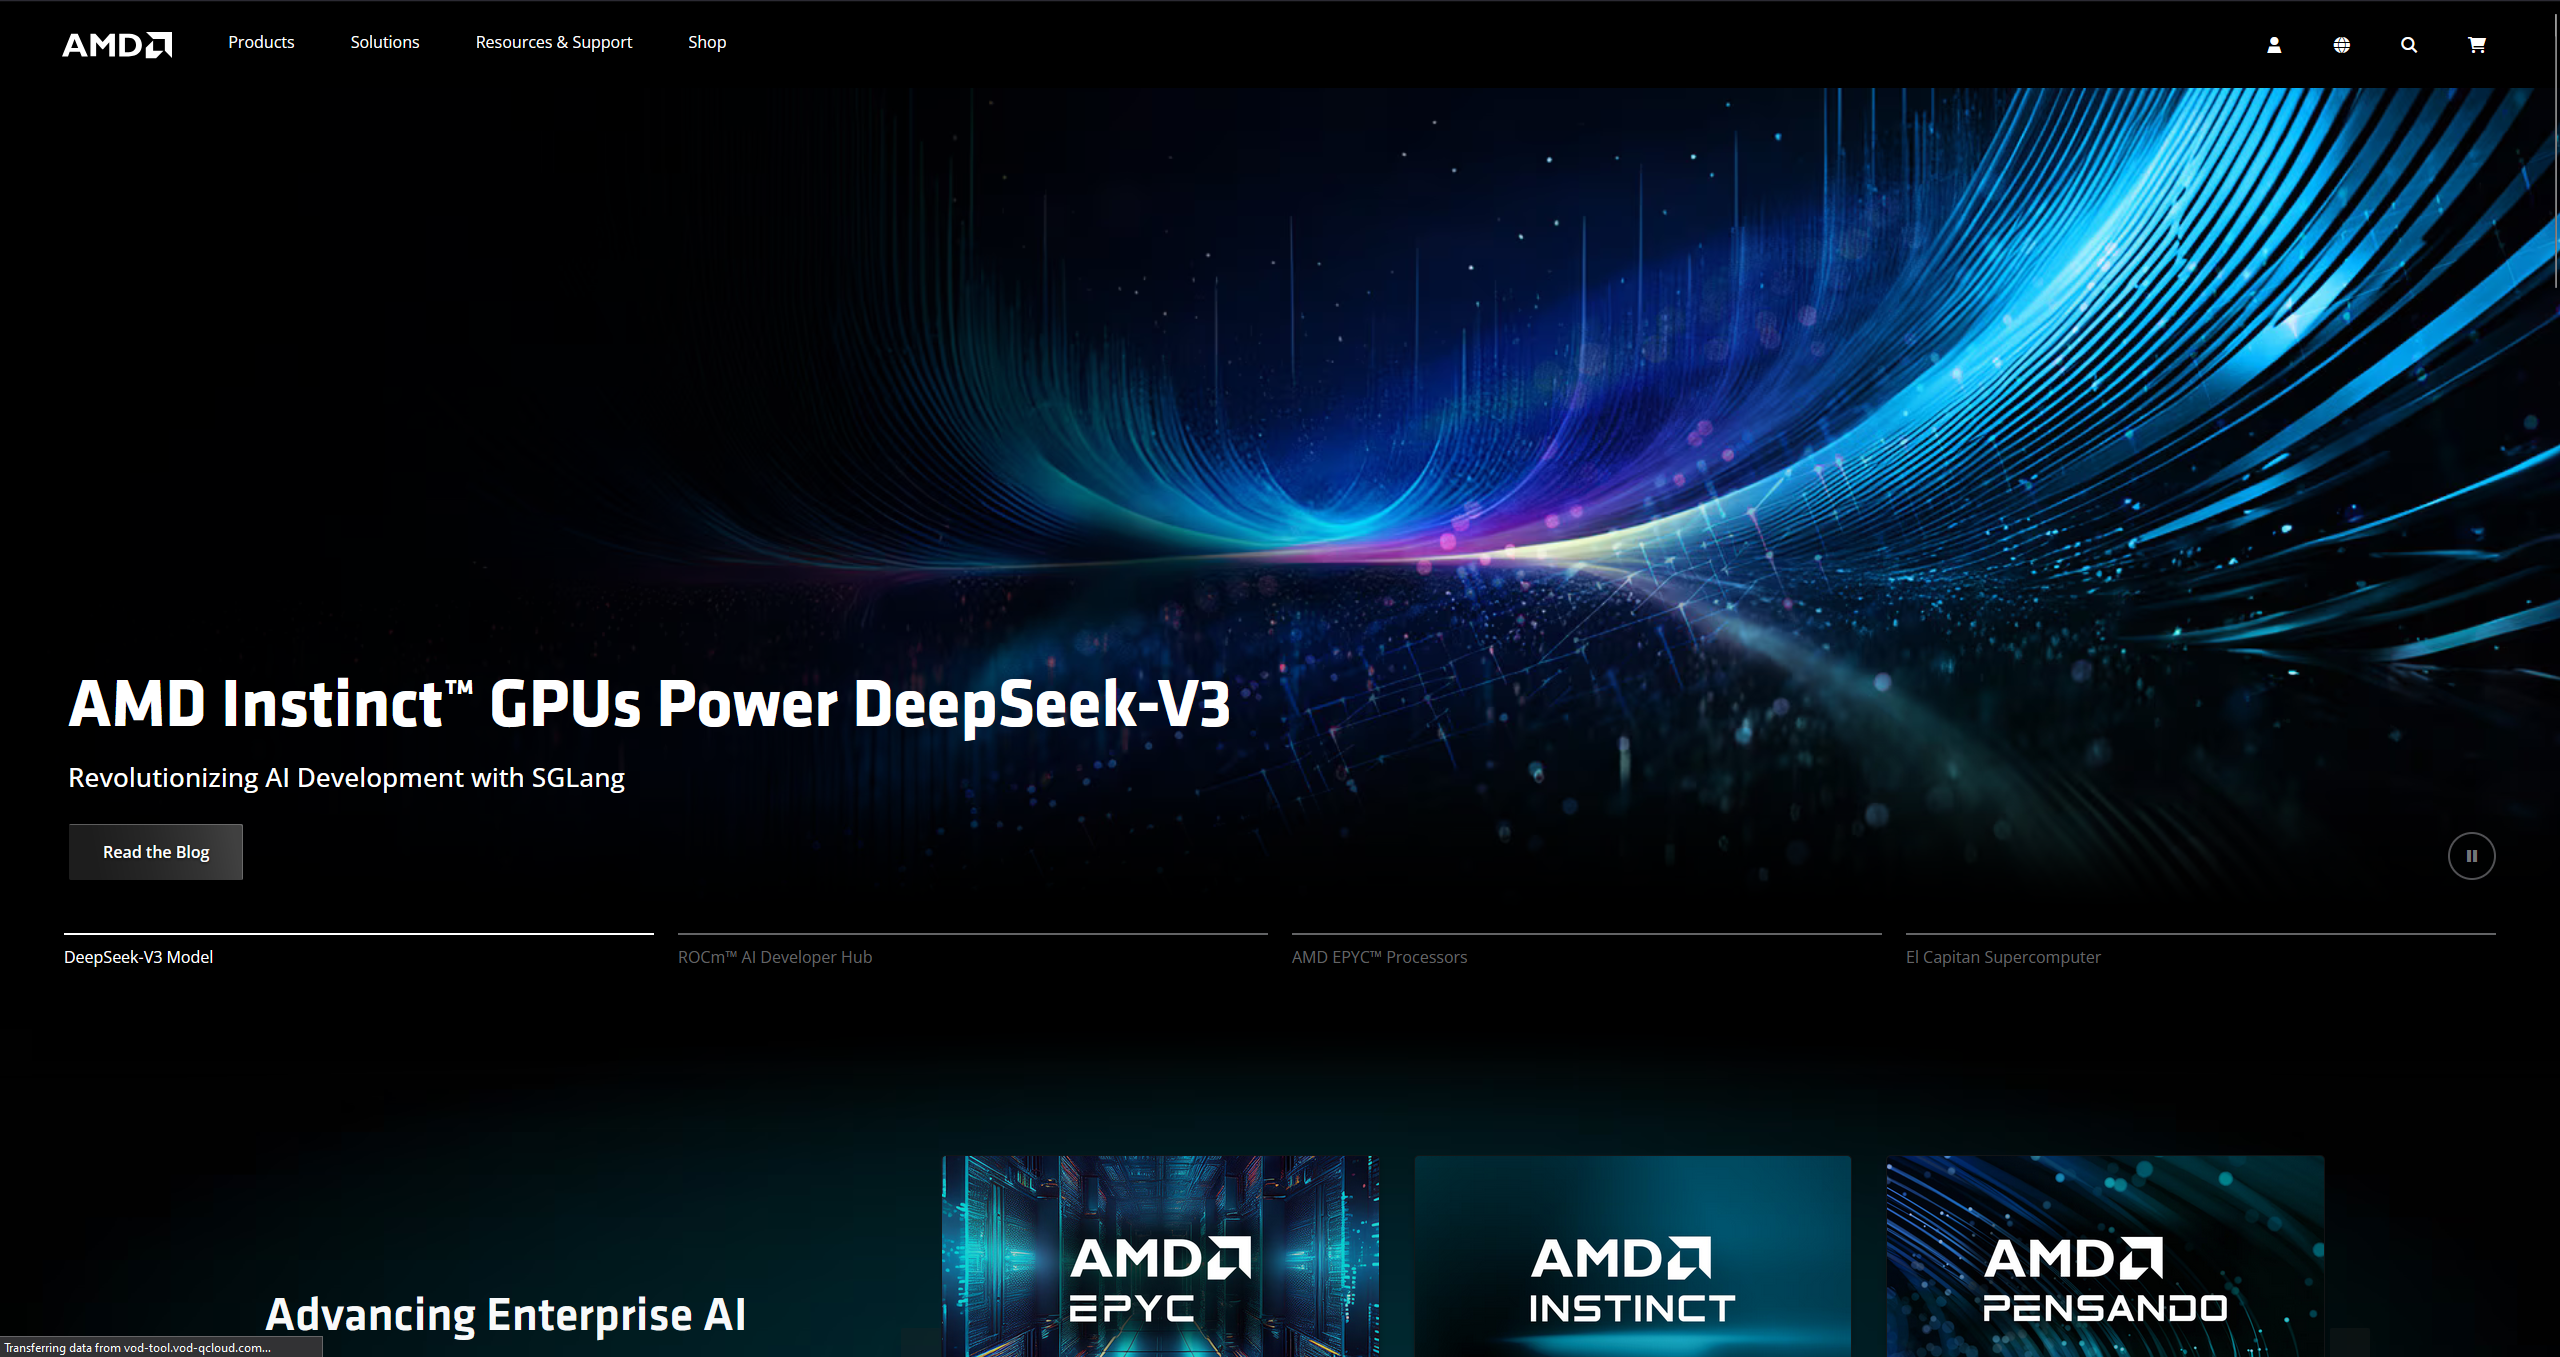 AMD
Products
Solutions
Resources & Support
Shop
AMD Instinct™ GPUs Power DeepSeek-V3
Revolutionizing AI Development with SGLang
Read the Blog
DeepSeek-V3 Model
ROCm™ AI Developer Hub
AMD EPYC™ Processors
El Capitan Supercomputer
Advancing Enterprise AI
AMD
EPYC
AMD
INSTINCT
AMD
PENSANDO
Transferring data from vod-tool.vod-qcloud.com...